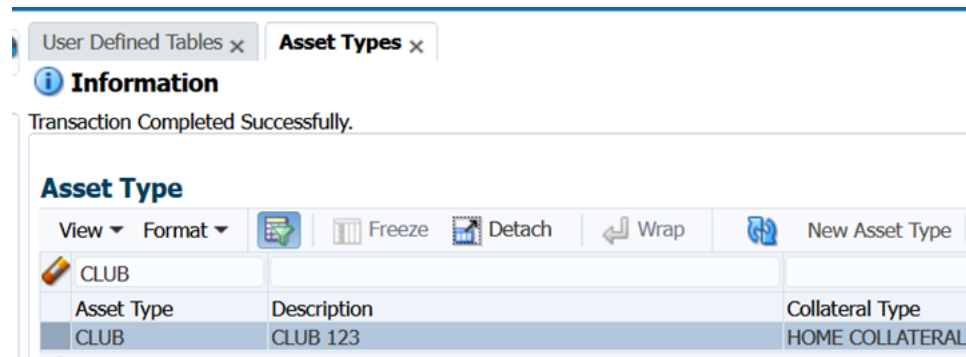 User Defined Tables Asset Types
Information
Transaction Completed Successfully.
Asset Type
View Format Freeze Detach Wrap New Asset Type
CLUB
Asset Type Description Collateral Type
CLUB CLUB 123 HOME COLLATERAL